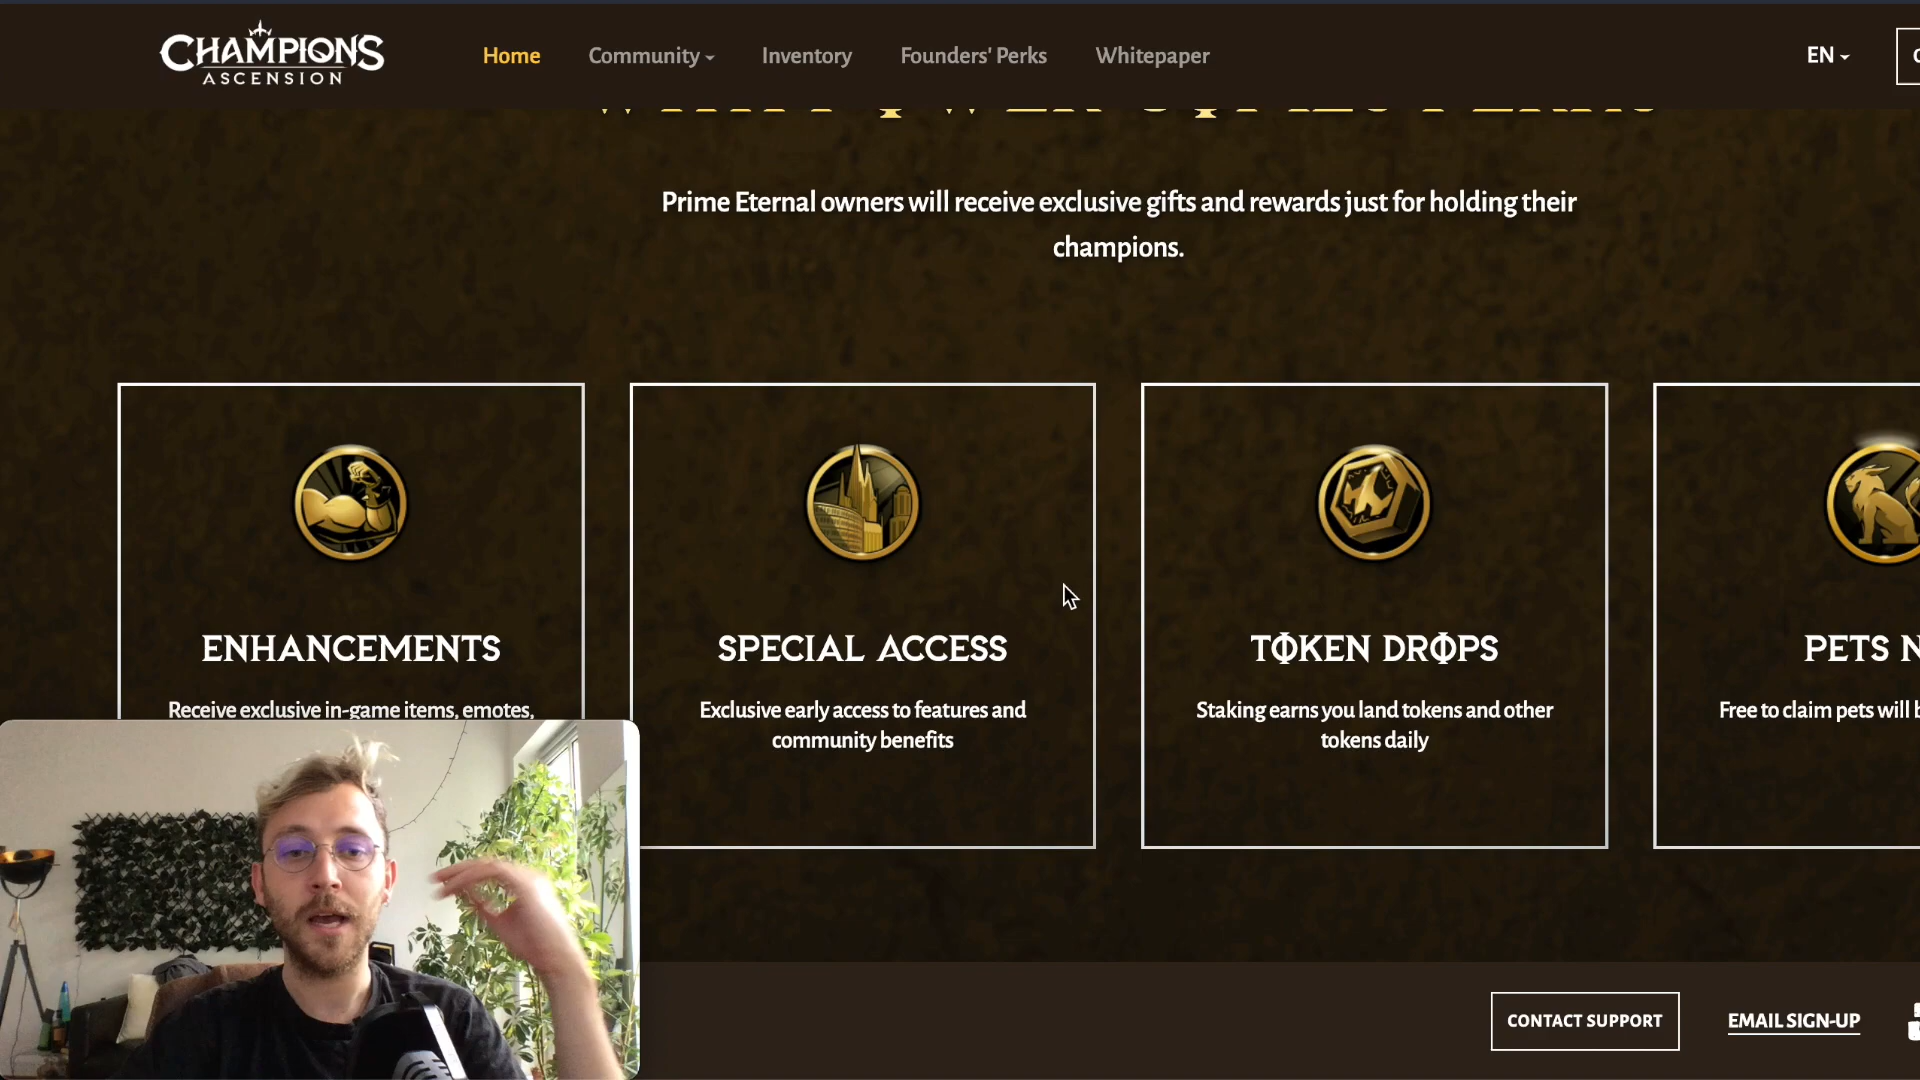 CHAMPIONS
ASCENSION
Home
Community
Inventory
Founders' Perks
Whitepaper
EN
Prime Eternal owners will receive exclusive gifts and rewards just for holding their
champions.
ENHANCEMENTS
Receive exclusive in-game items, emotes,
SPECIAL ACCESS
Exclusive early access to features and
community benefits
TΦKEN DRΦPS
Staking earns you land tokens and other
tokens daily
PETS N
Free to claim pets will b
CONTACT SUPPORT
EMAIL SIGN-UP